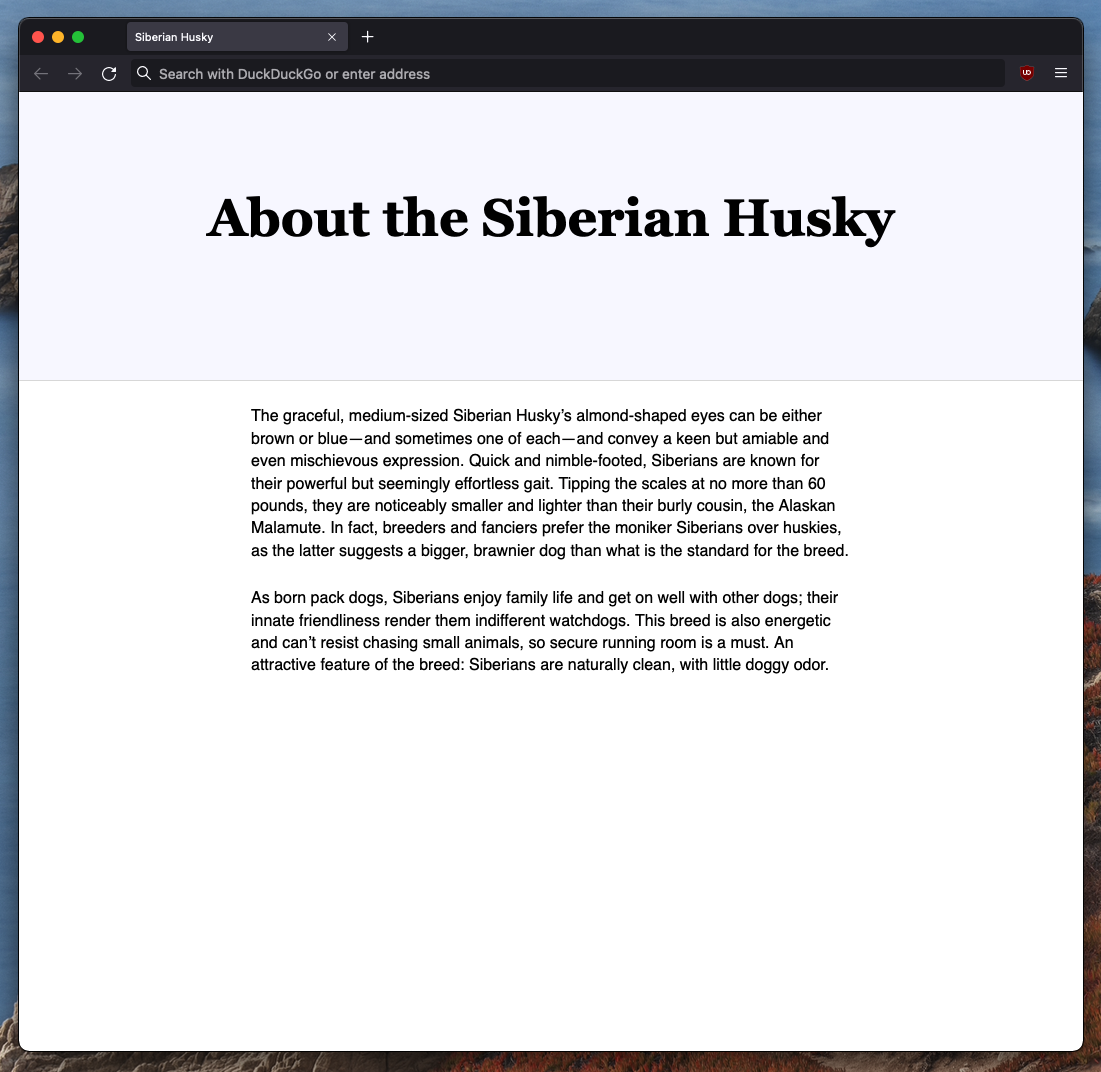 Siberian Husky
Search with DuckDuckGo or enter address
UD
About the Siberian Husky
The graceful, medium-sized Siberian Husky’s almond-shaped eyes can be either
brown or blue—and sometimes one of each—and convey a keen but amiable and
even mischievous expression. Quick and nimble-footed, Siberians are known for
their powerful but seemingly effortless gait. Tipping the scales at no more than 60
pounds, they are noticeably smaller and lighter than their burly cousin, the Alaskan
Malamute. In fact, breeders and fanciers prefer the moniker Siberians over huskies,
as the latter suggests a bigger, brawnier dog than what is the standard for the breed.
As born pack dogs, Siberians enjoy family life and get on well with other dogs; their
innate friendliness render them indifferent watchdogs. This breed is also energetic
and can’t resist chasing small animals, so secure running room is a must. An
attractive feature of the breed: Siberians are naturally clean, with little doggy odor.